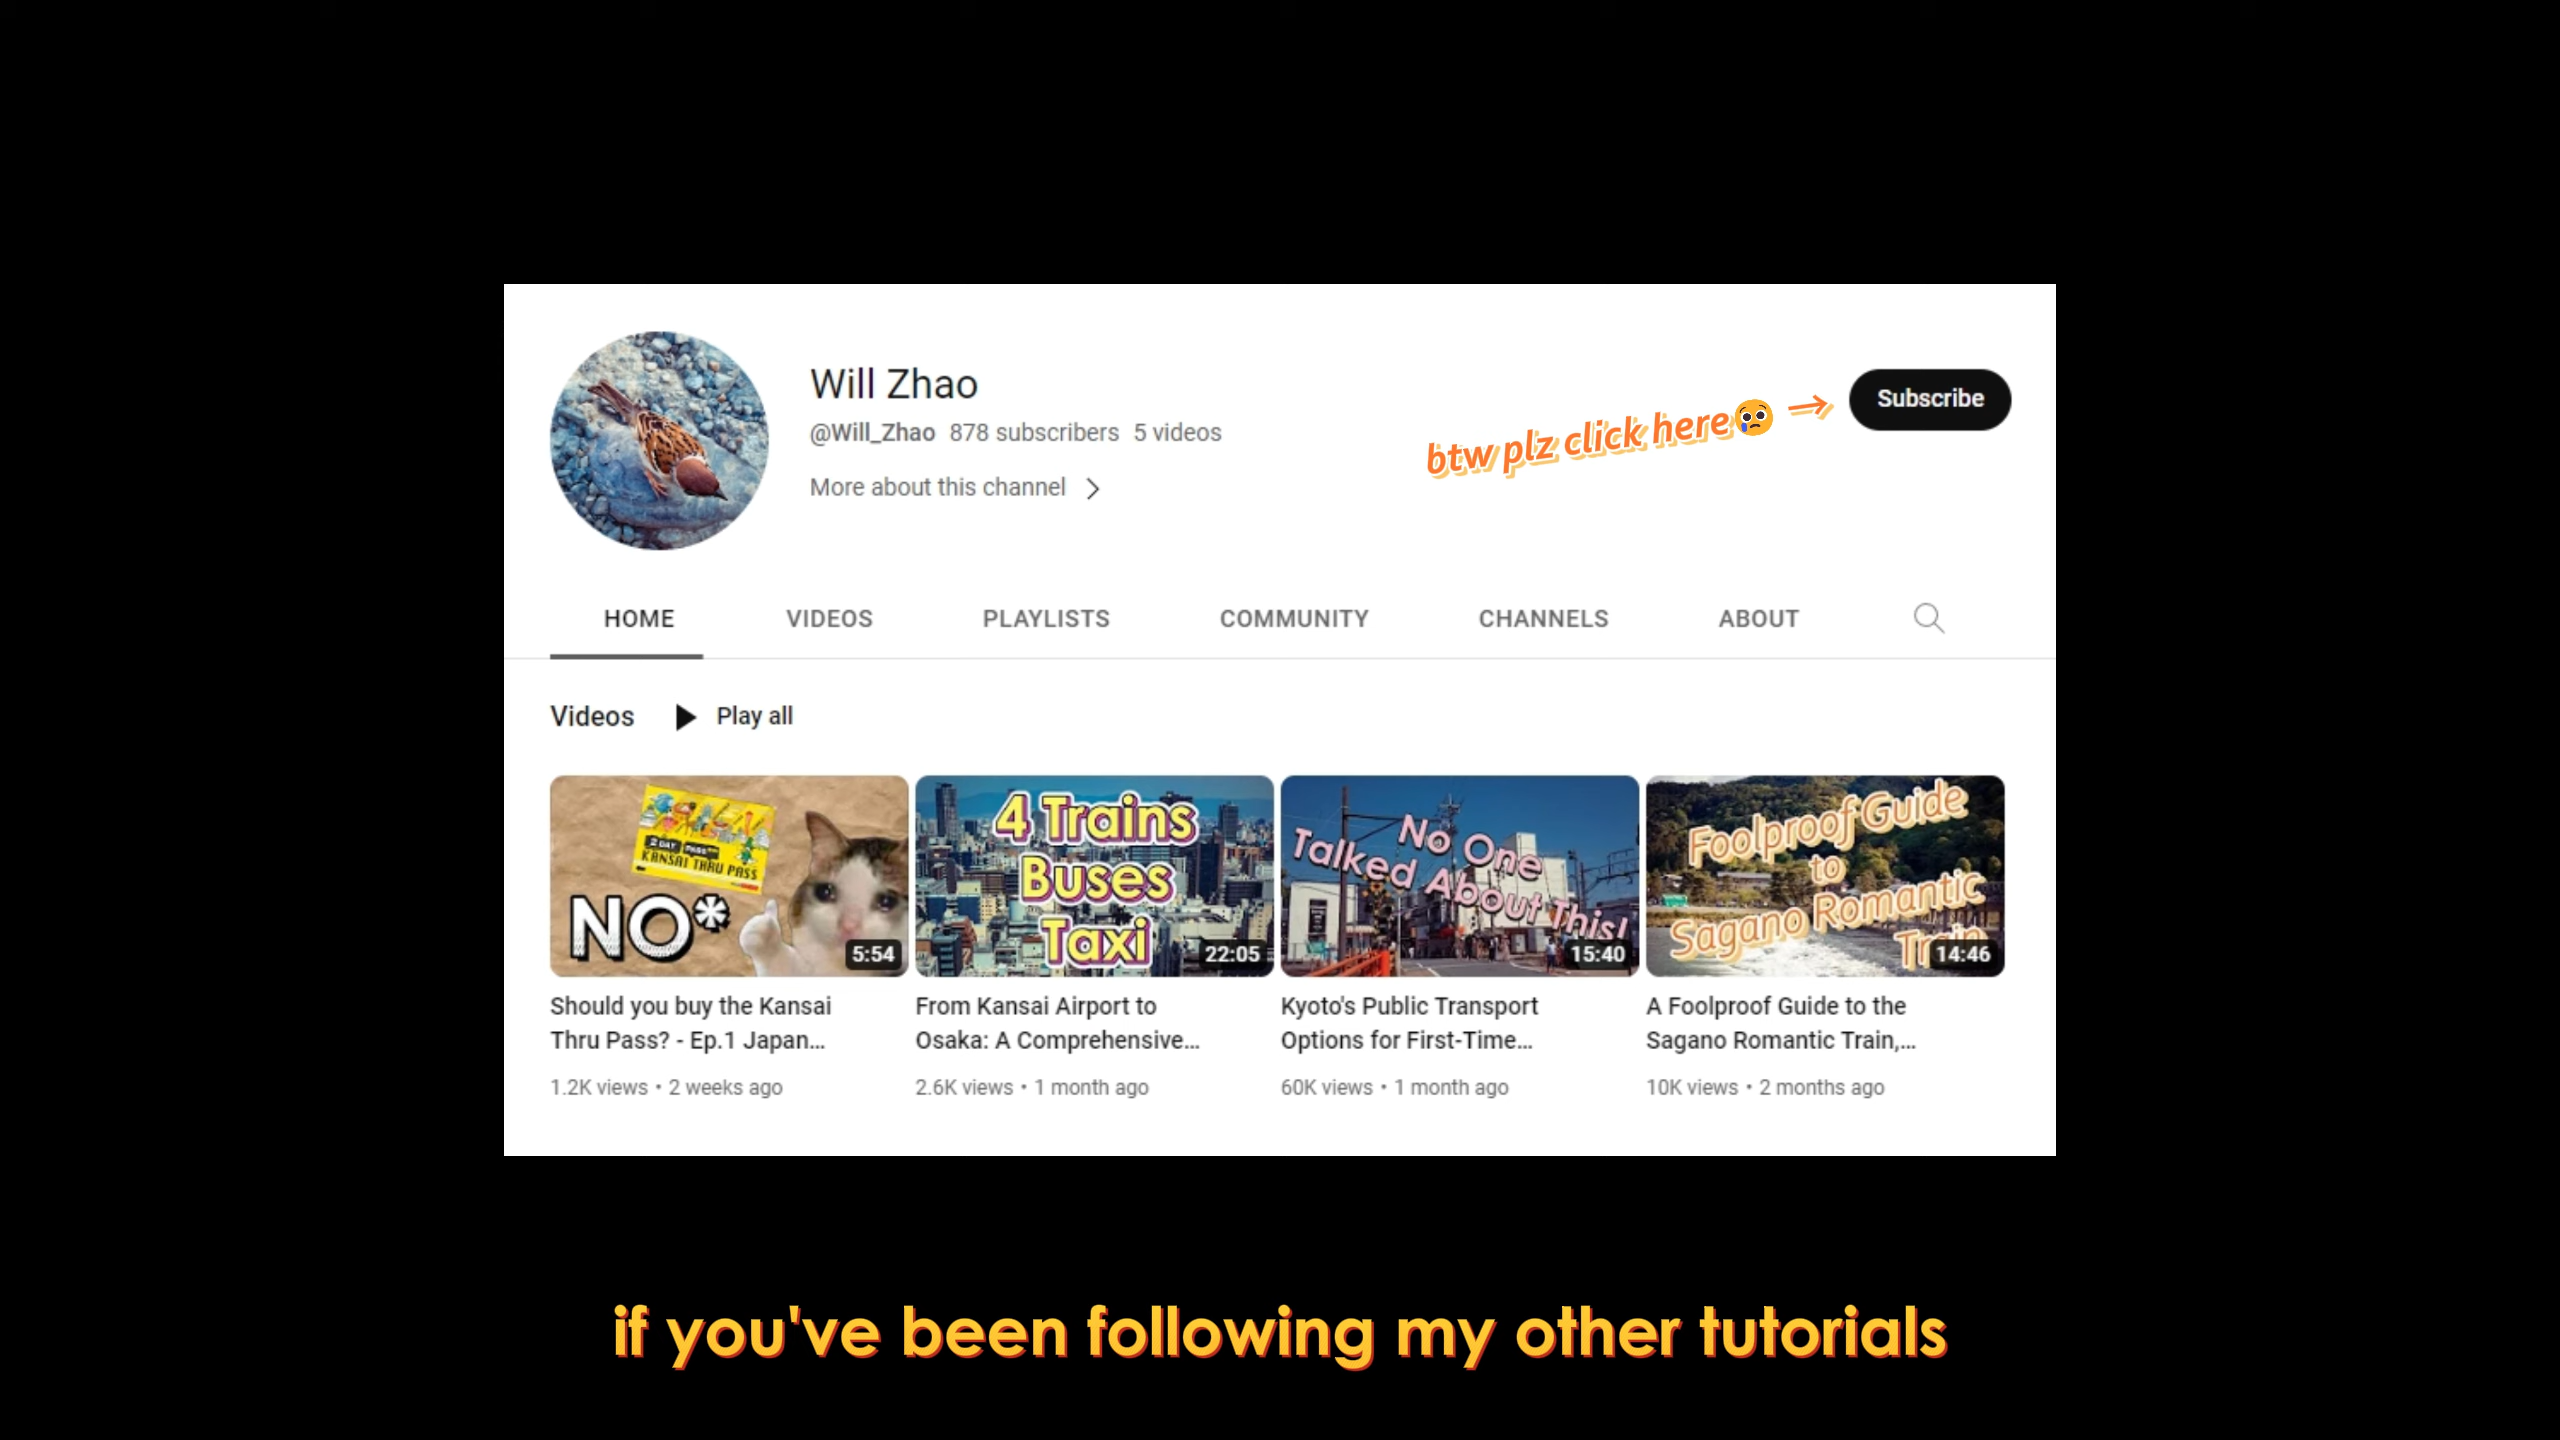 Will Zhao
@Will_Zhao 878 subscribers 5 videos
More about this channel
btw plz click here😢 →
Subscribe
HOME VIDEOS PLAYLISTS COMMUNITY CHANNELS ABOUT
Videos Play all
2 DAY PASS
KANSAI THRU PASS
NO*
5:54
Should you buy the Kansai
Thru Pass? - Ep.1 Japan...
1.2K views • 2 weeks ago
4 Trains
Buses
Taxi
22:05
From Kansai Airport to
Osaka: A Comprehensive...
2.6K views • 1 month ago
No One
Talked About This!
15:40
Kyoto's Public Transport
Options for First-Time...
60K views • 1 month ago
Foolproof Guide
to
Sagano Romantic
Train
14:46
A Foolproof Guide to the
Sagano Romantic Train,...
10K views • 2 months ago
if you've been following my other tutorials